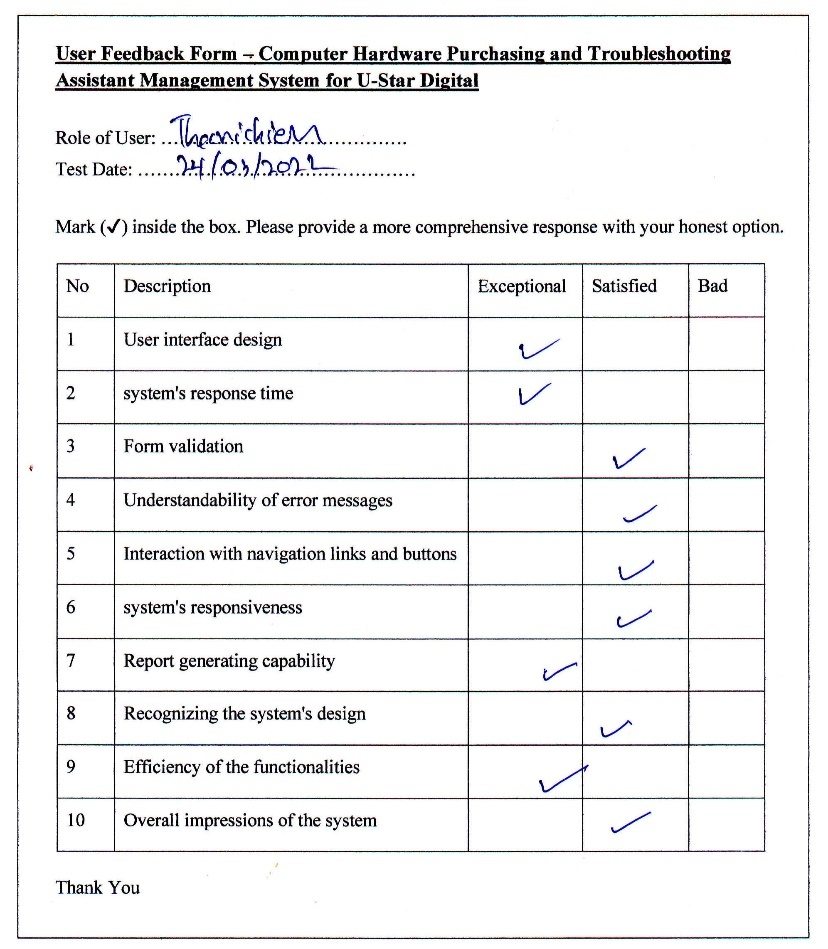 User Feedback Form – Computer Hardware Purchasing and Troubleshooting
Assistant Management System for U-Star Digital
Role of User:
Test Date: 24/03/2022
Mark (✓) inside the box. Please provide a more comprehensive response with your honest option.
No Description Exceptional Satisfied Bad
1 User interface design ✓
2 system's response time ✓
3 Form validation ✓
4 Understandability of error messages ✓
5 Interaction with navigation links and buttons ✓
6 system's responsiveness ✓
7 Report generating capability ✓
8 Recognizing the system's design ✓
9 Efficiency of the functionalities ✓
10 Overall impressions of the system ✓
Thank You